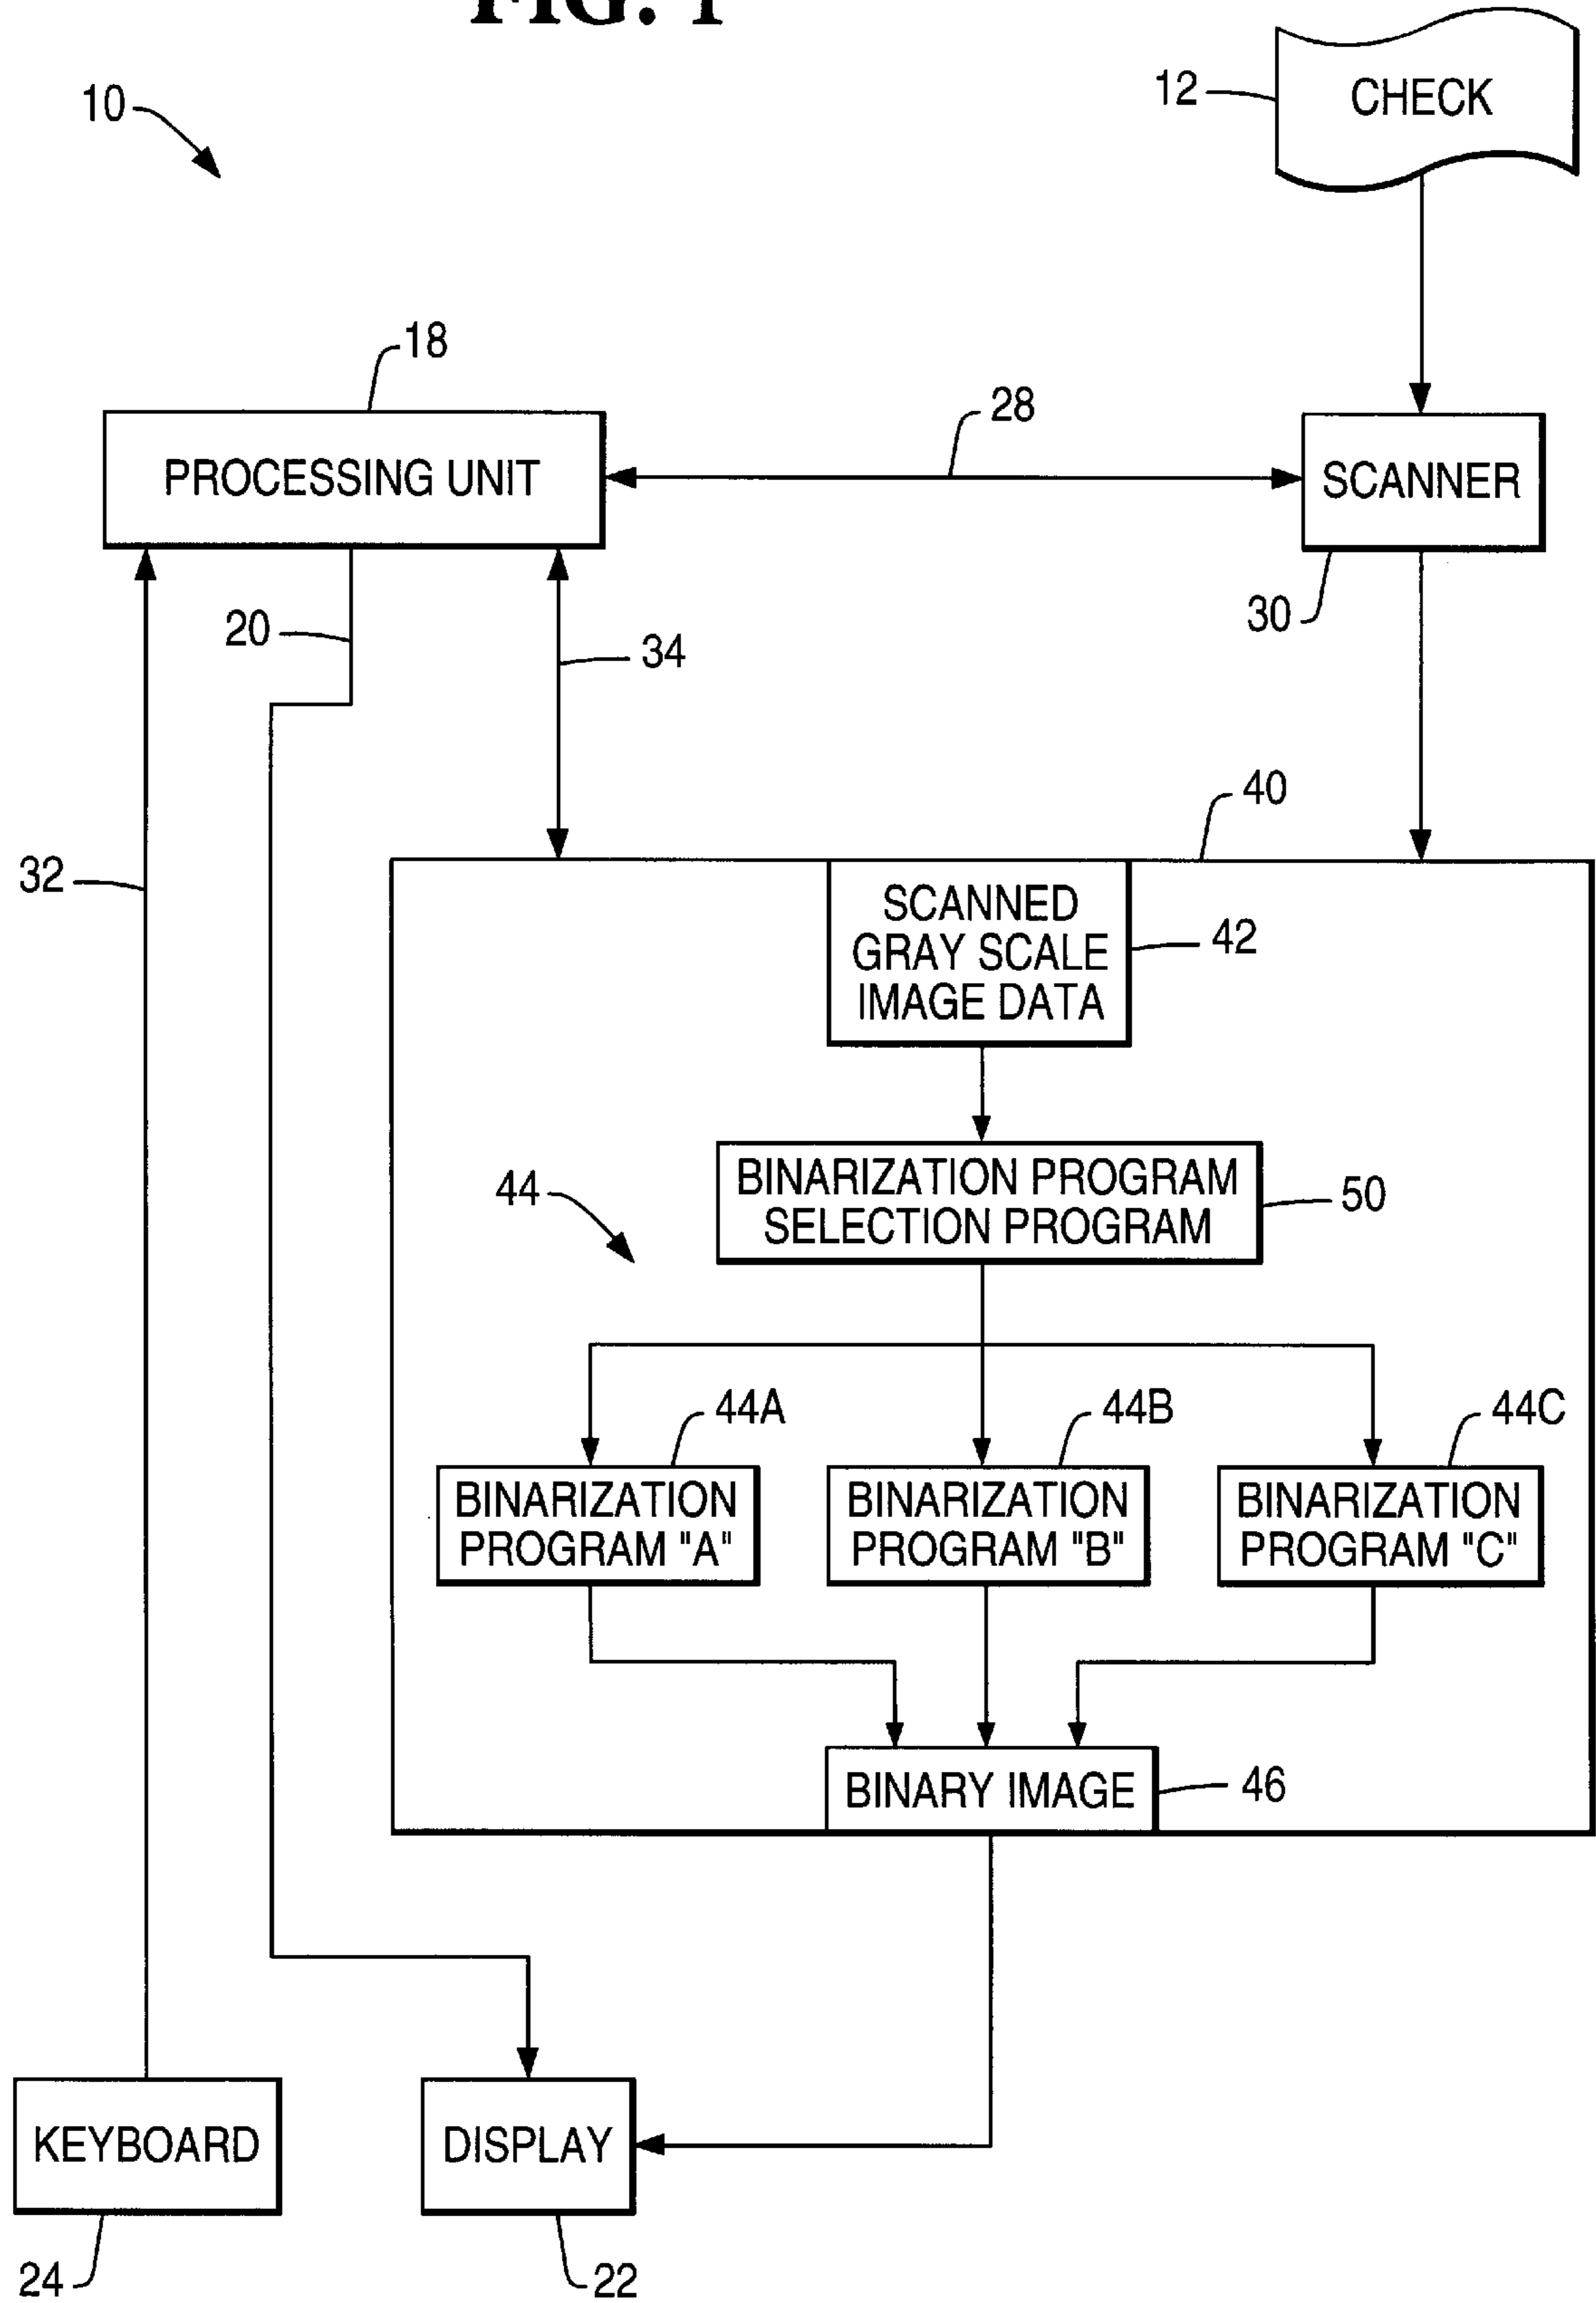 FIG. 1
10
12
CHECK
18
28
PROCESSING UNIT
SCANNER
20
34
30
40
32
SCANNED
GRAY SCALE
IMAGE DATA
42
44
BINARIZATION PROGRAM
SELECTION PROGRAM
50
44A
44B
44C
BINARIZATION
PROGRAM "A"
BINARIZATION
PROGRAM "B"
BINARIZATION
PROGRAM "C"
BINARY IMAGE
46
KEYBOARD
DISPLAY
24
22